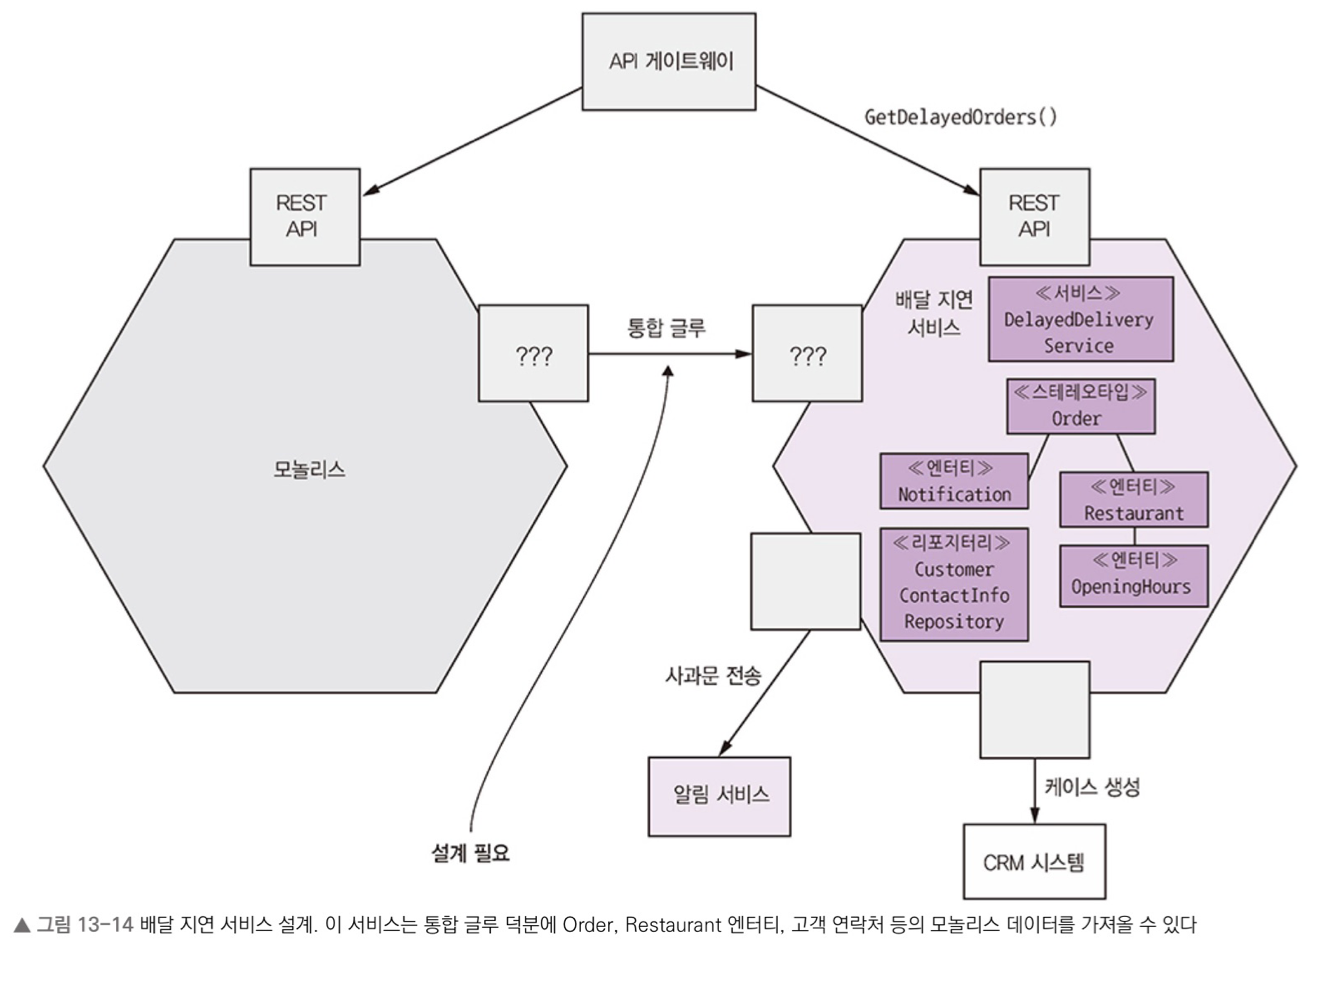 API 게이트웨이
GetDelayedOrders()
REST
API
REST
API
배달 지연
서비스
≪서비스≫
DelayedDelivery
Service
통합 글루
???
???
≪스테레오타입≫
Order
≪엔터티≫
Notification
≪엔터티≫
Restaurant
모놀리스
≪리포지터리≫
Customer
ContactInfo
Repository
≪엔터티≫
OpeningHours
사과문 전송
알림 서비스
케이스 생성
설계 필요
CRM 시스템
▲ 그림 13-14 배달 지연 서비스 설계. 이 서비스는 통합 글루 덕분에 Order, Restaurant 엔터티, 고객 연락처 등의 모놀리스 데이터를 가져올 수 있다